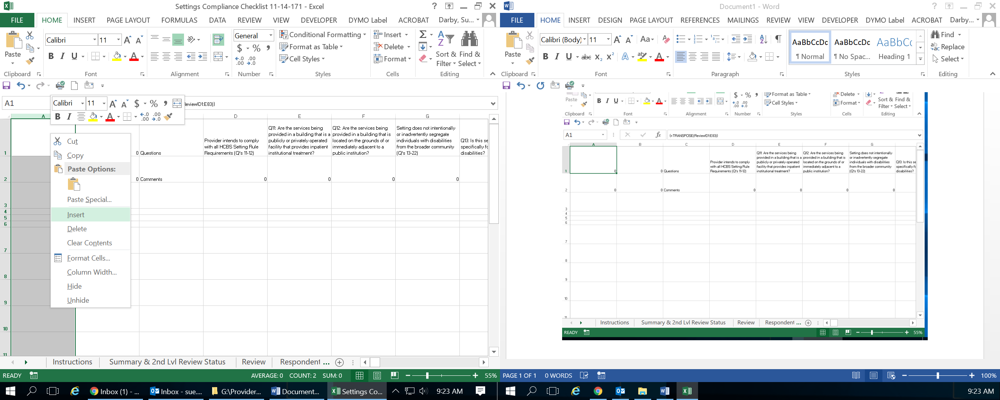 Settings Compliance Checklist 11-14-171 - Excel
FILE HOME INSERT PAGE LAYOUT FORMULAS DATA REVIEW VIEW DEVELOPER DYMO Label ACROBAT Darby, Su...
Calibri 11 General Conditional Formatting Insert
Paste Format as Table Delete Sort & Find &
B I U Cell Styles Format Filter Select
Clipboard Font Alignment Number Styles Cells Editing
A1 Calibri 11 $ % Review!D1:E83)}
B I
A D E F G
1 0 Questions
Provider intends to comply
with all HCBS Setting Rule
Requirements (Q's 11-12)
Q11: Are the services being
provided in a building that is a
publicly or privately operated
facility that provides inpatient
institutional treatment?
Q12: Are the services being
provided in a building that is
located on the grounds of or
immediately adjacent to a
public institution?
Setting does not intentionally
or inadvertently segregate
individuals with disabilities
from the broader community
(Q's 13-22)
Q13: Is this se
specifically fo
disabilities?
2 0 Comments 0 0 0 0
3
4
5
6
7
8
9
10
11
Cut
Copy
Paste Options:
Paste Special...
Insert
Delete
Clear Contents
Format Cells...
Column Width...
Hide
Unhide
Instructions Summary & 2nd Lvl Review Status Review Respondent ...
READY AVERAGE: 0 COUNT: 2 SUM: 0 55%
Inbox (1) - ... Inbox - sue.... G:\Provider... Document... Settings Co... 9:23 AM
Document1 - Word
FILE HOME INSERT DESIGN PAGE LAYOUT REFERENCES MAILINGS REVIEW VIEW DEVELOPER DYMO Label ACROBAT Darby...
Calibri (Body) 11 Aa AaBbCcDc AaBbCcDc AaBbCc Find
Paste B I U abc X2 X2 A ¶ Normal ¶ No Spac... Heading 1 Replace
Select
Clipboard Font Paragraph Styles Editing
Paste B I U $ % Format as Table Delete Sort & Find &
Cell Styles Format Filter Select
Clipboard Font Alignment Number Styles Cells Editing
A1 fx {=TRANSPOSE(Review!D1:E83)}
A B C D E F G
1 0 0 Questions
Provider intends to comply
with all HCBS Setting Rule
Requirements (Q's 11-12)
Q11: Are the services being
provided in a building that is a
publicly or privately operated
facility that provides inpatient
institutional treatment?
Q12: Are the services being
provided in a building that is
located on the grounds of or
immediately adjacent to a
public institution?
Setting does not intentionally
or inadvertently segregate
individuals with disabilities
from the broader community
(Q's 13-22)
Q13: Is this se
specifically fo
disabilities?
2 0 0 Comments 0 0 0 0
3
4
5
6
7
8
9
10
11
Instructions Summary & 2nd Lvl Review Status Review Respondent ...
READY 55%
PAGE 1 OF 1 0 WORDS 100%
9:23 AM